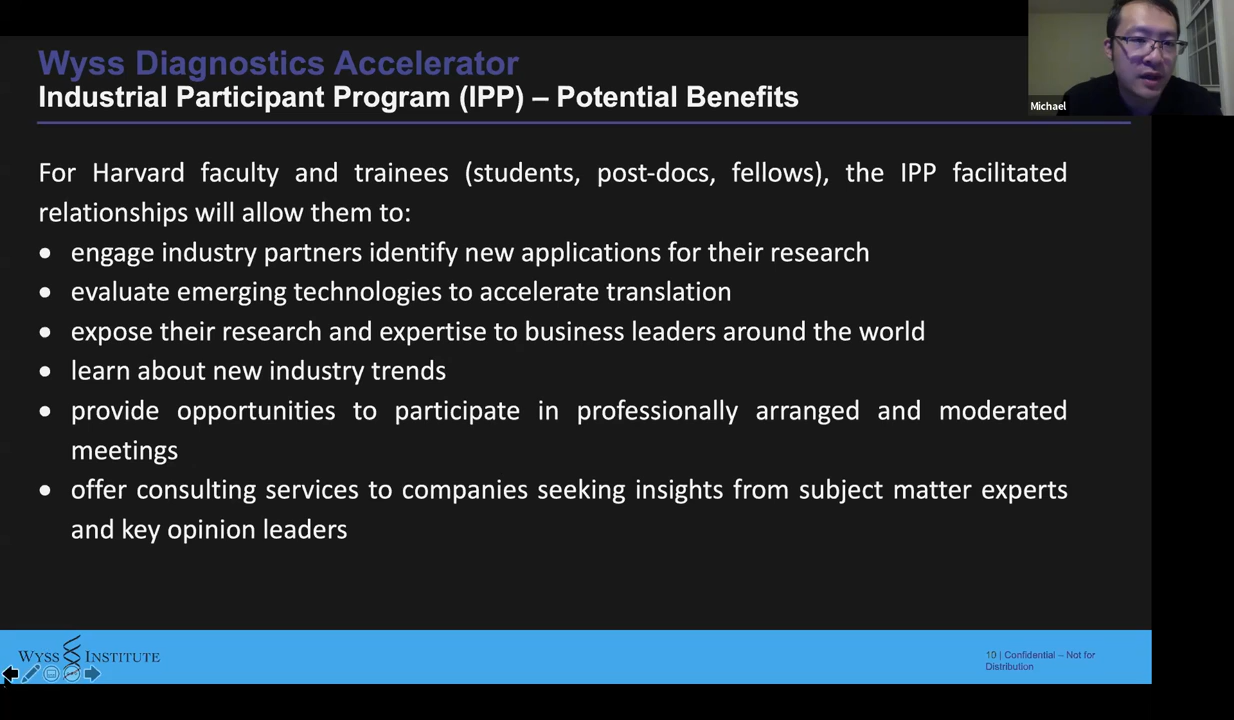 Wyss Diagnostics Accelerator
Industrial Participant Program (IPP) – Potential Benefits
Michael
For Harvard faculty and trainees (students, post-docs, fellows), the IPP facilitated
relationships will allow them to:
• engage industry partners identify new applications for their research
• evaluate emerging technologies to accelerate translation
• expose their research and expertise to business leaders around the world
• learn about new industry trends
• provide opportunities to participate in professionally arranged and moderated
meetings
• offer consulting services to companies seeking insights from subject matter experts
and key opinion leaders
WYSS INSTITUTE
10 | Confidential – Not for
Distribution